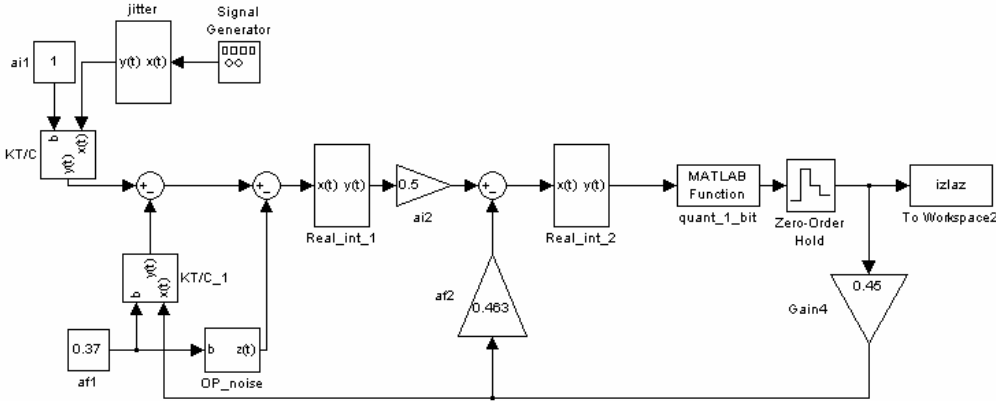 jitter
Signal
Generator
ai1
1
y(t) x(t)
b
x(t)
y(t)
KT/C
+
−
+
−
x(t) y(t)
Real_int_1
0.5
ai2
+
−
x(t) y(t)
Real_int_2
MATLAB
Function
quant_1_bit
Zero-Order
Hold
izlaz
To Workspace2
y(t)
b
x(t)
KT/C_1
af2
0.463
0.45
Gain4
0.37
af1
b z(t)
OP_noise